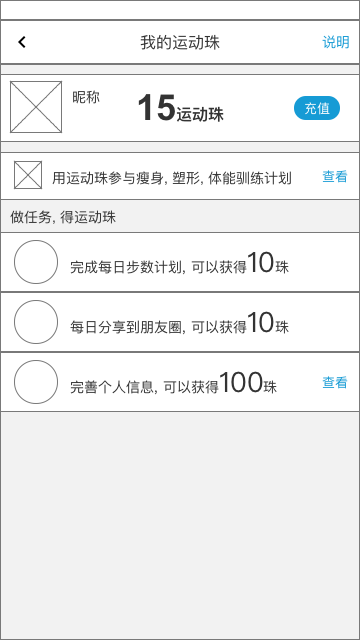 我的运动珠
说明
昵称
15运动珠
充值
用运动珠参与瘦身, 塑形, 体能驯练计划
查看
做任务, 得运动珠
完成每日步数计划, 可以获得10珠
每日分享到朋友圈, 可以获得10珠
完善个人信息, 可以获得100珠
查看